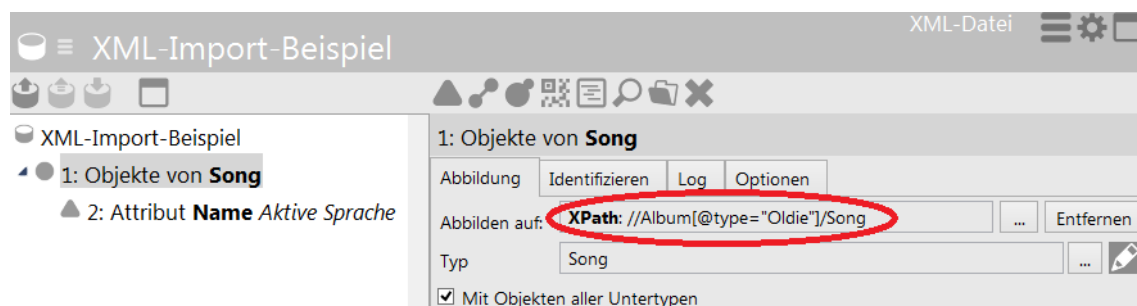 XML-Datei
XML-Import-Beispiel
XML-Import-Beispiel
1: Objekte von Song
2: Attribut Name Aktive Sprache
1: Objekte von Song
Abbildung Identifizieren Log Optionen
Abbilden auf: XPath: //Album[@type="Oldie"]/Song ... Entfernen
Typ Song ...
Mit Objekten aller Untertypen